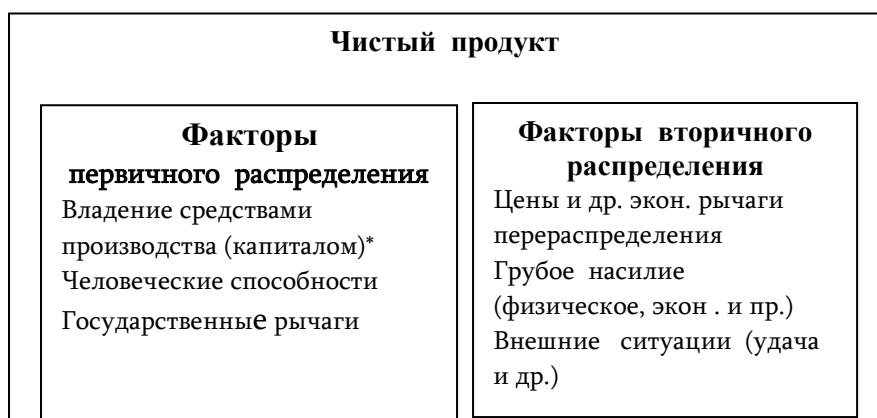 Чистый продукт
Факторы
первичного распределения
Владение средствами
производства (капиталом)*
Человеческие способности
Государственные рычаги
Факторы вторичного
распределения
Цены и др. экон. рычаги
перераспределения
Грубое насилие
(физическое, экон . и пр.)
Внешние ситуации (удача
и др.)